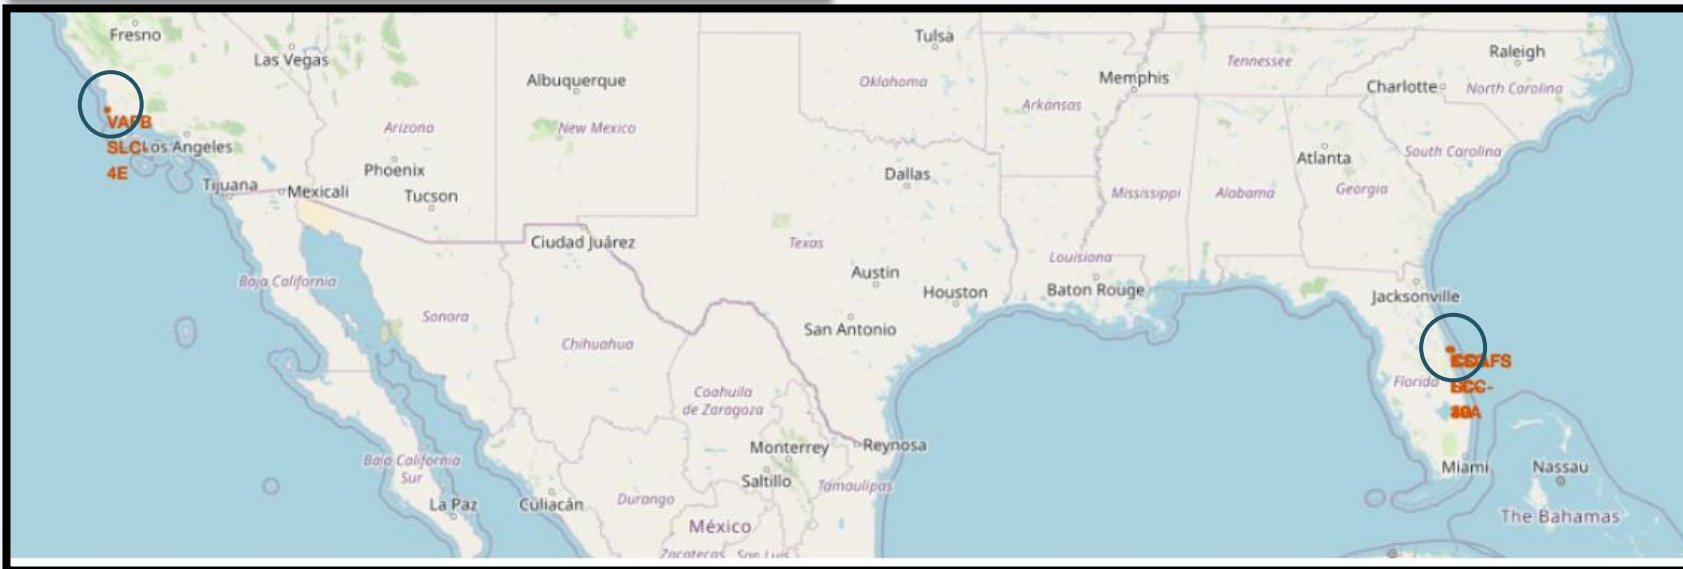 Fresno
Las Vegas
Albuquerque
Tulsa
Oklahoma
Memphis
Tennessee
Raleigh
Charlotte
North Carolina
Arkansas
VAFB
SLC-
4E
Los Angeles
Arizona
New Mexico
Phoenix
Tucson
Tijuana
Mexicali
Dallas
Atlanta
South Carolina
Mississippi
Alabama
Georgia
Ciudad Juárez
Texas
Louisiana
Baja California
Austin
Houston
Baton Rouge
Jacksonville
Sonora
San Antonio
Chihuahua
Florida
Coahuila
de Zaragoza
Monterrey
Reynosa
Baja California
Sur
Saltillo
Tamaulipas
Miami
Nassau
La Paz
Culiacán
Durango
México
The Bahamas
Zacatecas
San Luis